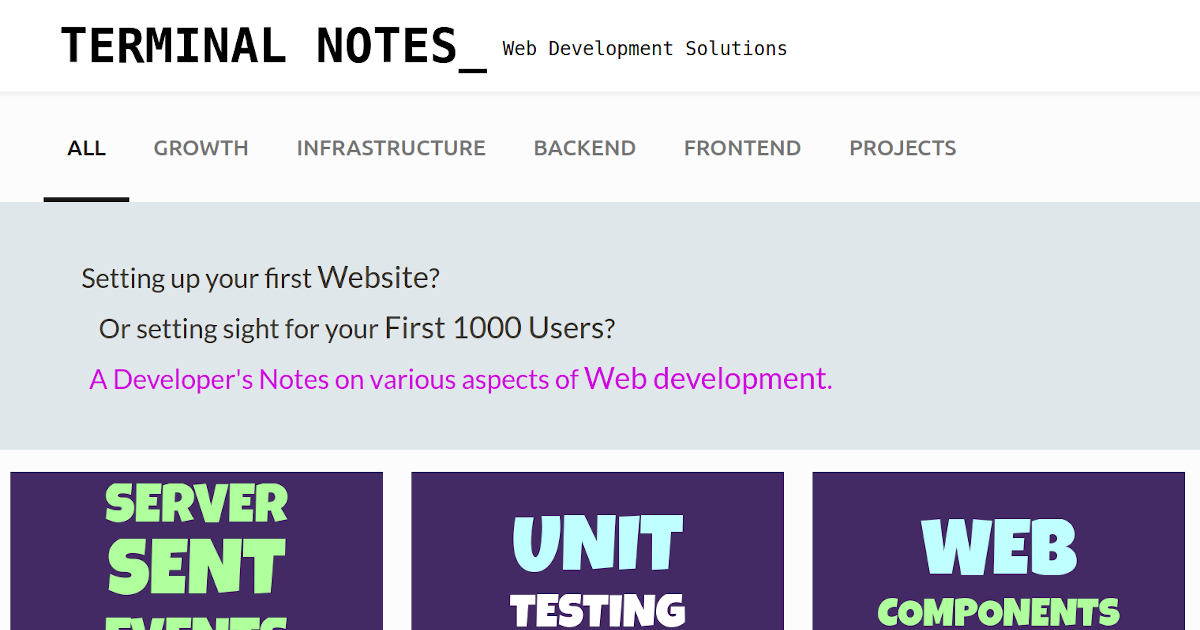 TERMINAL NOTES_ Web Development Solutions
ALL GROWTH INFRASTRUCTURE BACKEND FRONTEND PROJECTS
Setting up your first Website?
Or setting sight for your First 1000 Users?
A Developer's Notes on various aspects of Web development.
SERVER
SENT
EVENTS
UNIT
TESTING
WEB
COMPONENTS